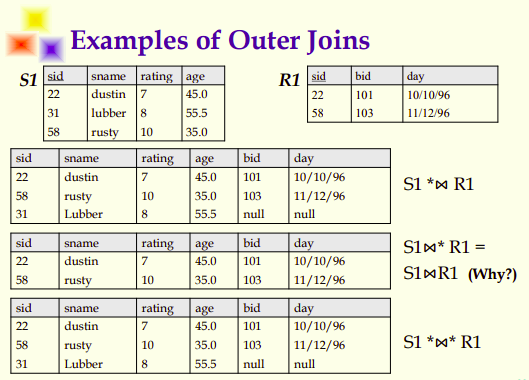 Examples of Outer Joins
S1
sid sname rating age
22 dustin 7 45.0
31 lubber 8 55.5
58 rusty 10 35.0
R1
sid bid day
22 101 10/10/96
58 103 11/12/96
sid sname rating age bid day
22 dustin 7 45.0 101 10/10/96
58 rusty 10 35.0 103 11/12/96
31 Lubber 8 55.5 null null
S1 *⋈ R1
sid sname rating age bid day
22 dustin 7 45.0 101 10/10/96
58 rusty 10 35.0 103 11/12/96
S1⋈* R1 =
S1⋈R1 (Why?)
sid sname rating age bid day
22 dustin 7 45.0 101 10/10/96
58 rusty 10 35.0 103 11/12/96
31 Lubber 8 55.5 null null
S1 *⋈* R1